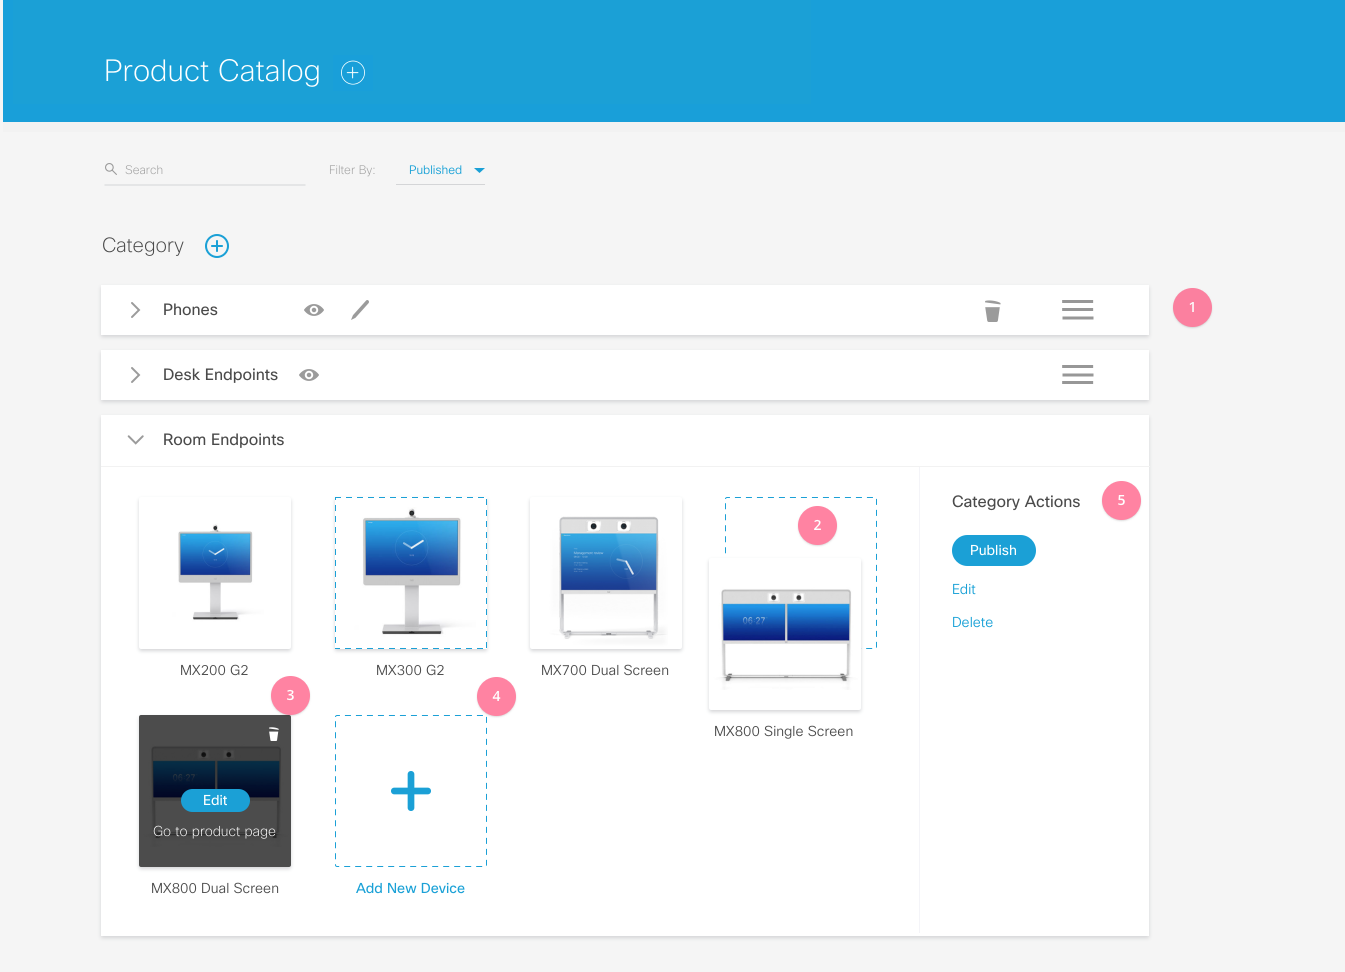 Product Catalog
Search
Filter By:
Published
Category
Phones
1
Desk Endpoints
Room Endpoints
Category Actions
5
Publish
Edit
Delete
2
06 27
MX200 G2
MX300 G2
MX700 Dual Screen
MX800 Single Screen
3
4
06 27
Edit
Go to product page
MX800 Dual Screen
Add New Device